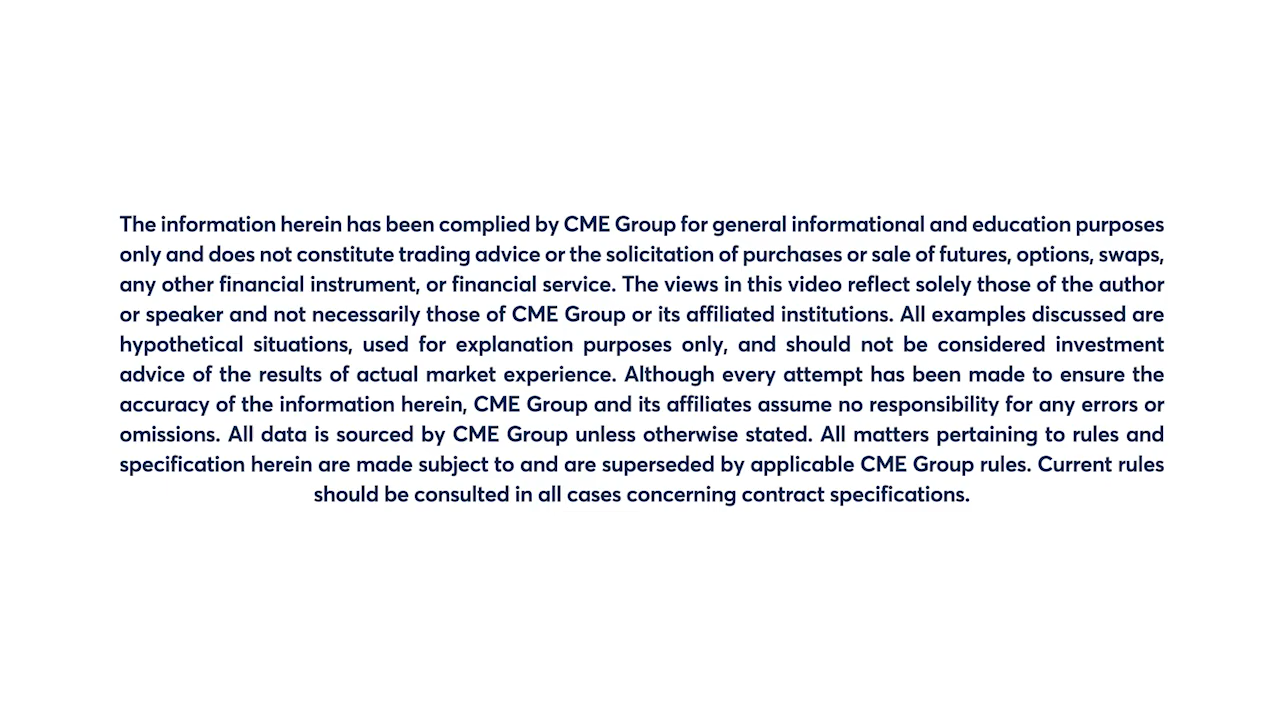 The information herein has been complied by CME Group for general informational and education purposes
only and does not constitute trading advice or the solicitation of purchases or sale of futures, options, swaps,
any other financial instrument, or financial service. The views in this video reflect solely those of the author
or speaker and not necessarily those of CME Group or its affiliated institutions. All examples discussed are
hypothetical situations, used for explanation purposes only, and should not be considered investment
advice of the results of actual market experience. Although every attempt has been made to ensure the
accuracy of the information herein, CME Group and its affiliates assume no responsibility for any errors or
omissions. All data is sourced by CME Group unless otherwise stated. All matters pertaining to rules and
specification herein are made subject to and are superseded by applicable CME Group rules. Current rules
should be consulted in all cases concerning contract specifications.